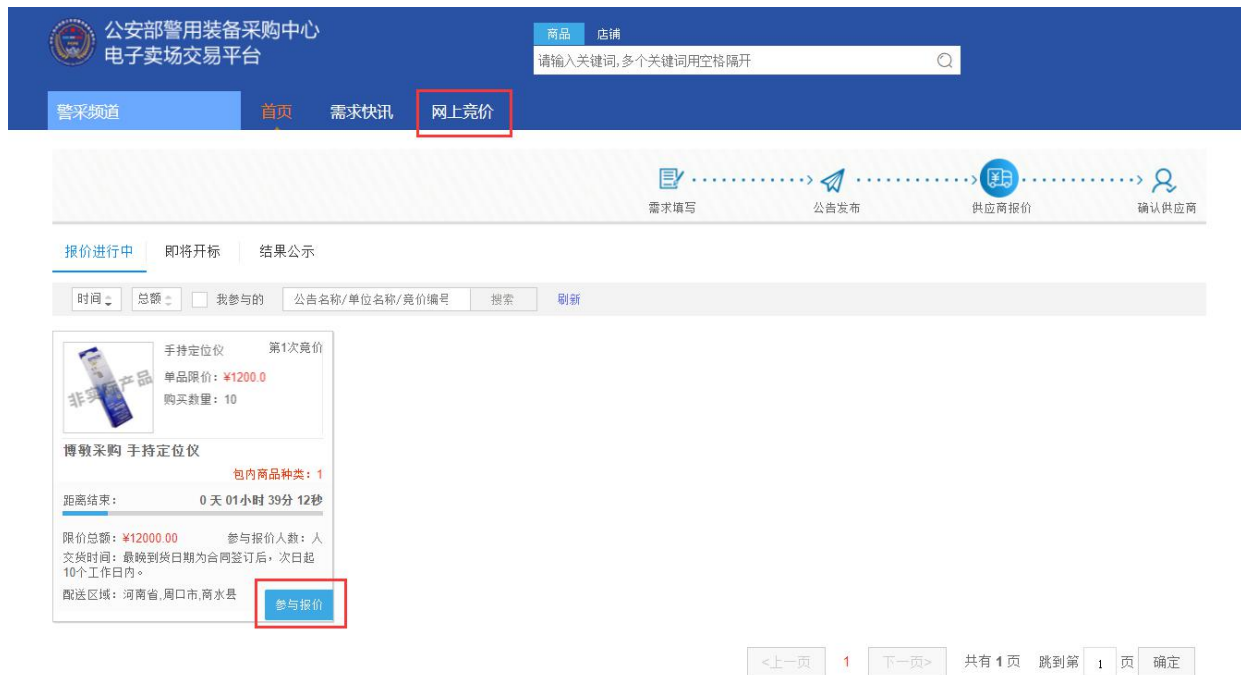 公安部警用装备采购中心
电子卖场交易平台
商品 店铺
请输入关键词,多个关键词用空格隔开
警采频道 首页 需求快讯 网上竞价
需求填写 公告发布 供应商报价 确认供应商
报价进行中 即将开标 结果公示
时间 总额 我参与的 公告名称/单位名称/竞价编号 搜索 刷新
手持定位仪 第1次竞价
单品限价：¥1200.0
购买数量：10
非实际产品
博敏采购 手持定位仪
包内商品种类：1
距离结束： 0 天 01小时 39分 12秒
限价总额：¥12000.00 参与报价人数：人
交货时间：最晚到货日期为合同签订后，次日起
10个工作日内。
配送区域：河南省,周口市,商水县
参与报价
<上一页 1 下一页> 共有 1 页 跳到第 1 页 确定